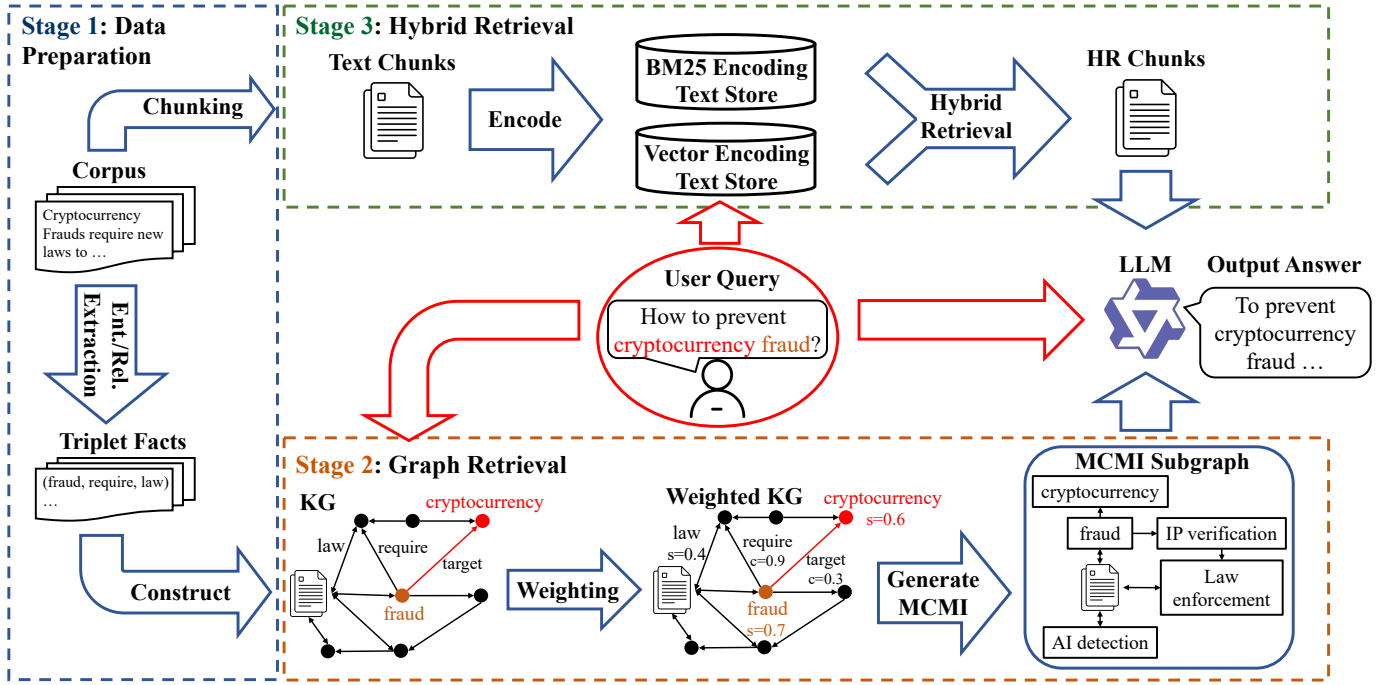 Stage 1: Data
Preparation
Chunking
Corpus
Cryptocurrency
Frauds require new
laws to …
Ent./Rel.
Extraction
Triplet Facts
(fraud, require, law)
…
Construct
Stage 3: Hybrid Retrieval
Text Chunks
Encode
BM25 Encoding
Text Store
Vector Encoding
Text Store
Hybrid
Retrieval
HR Chunks
User Query
How to prevent
cryptocurrency fraud?
LLM
Output Answer
To prevent
cryptocurrency
fraud …
Stage 2: Graph Retrieval
KG
cryptocurrency
law
require
target
fraud
Weighting
Weighted KG
cryptocurrency
s=0.6
law
s=0.4
require
c=0.9
target
c=0.3
fraud
s=0.7
Generate
MCMI
MCMI Subgraph
cryptocurrency
fraud
IP verification
Law
enforcement
AI detection